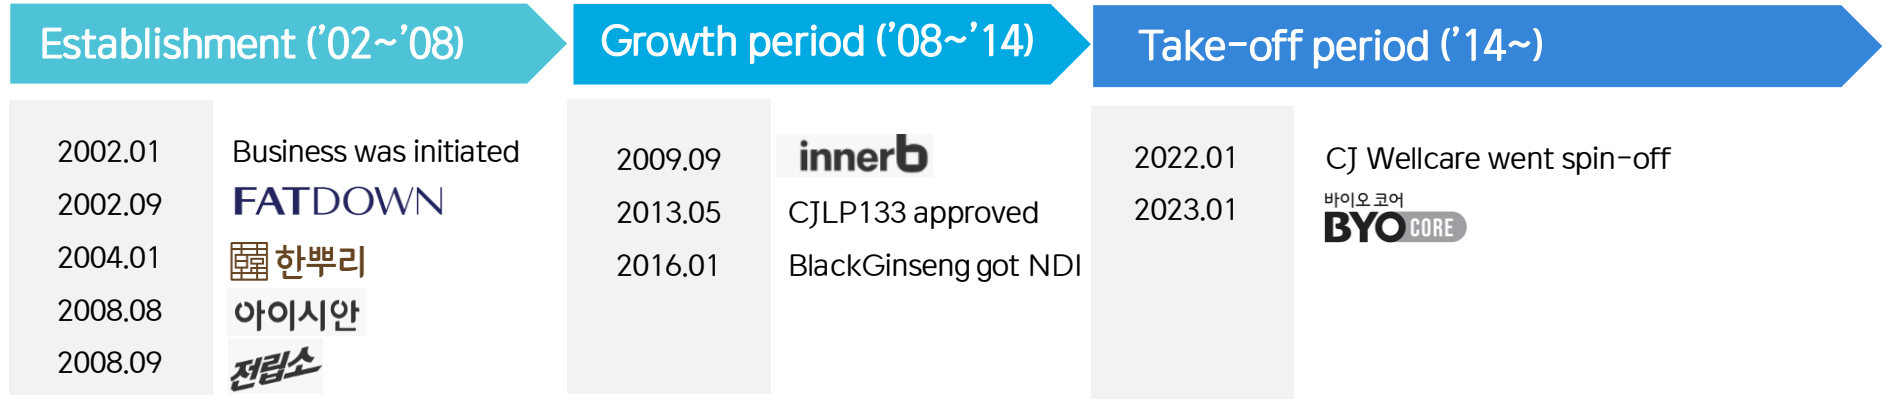 Establishment (’02~’08)
2002.01 Business was initiated
2002.09 FATDOWN
2004.01 韓 한뿌리
2008.08 아이시안
2008.09 전립소
Growth period (’08~’14)
2009.09 innerb
2013.05 CJLP133 approved
2016.01 BlackGinseng got NDI
Take-off period (’14~)
2022.01 CJ Wellcare went spin-off
2023.01 바이오 코어
BYO CORE